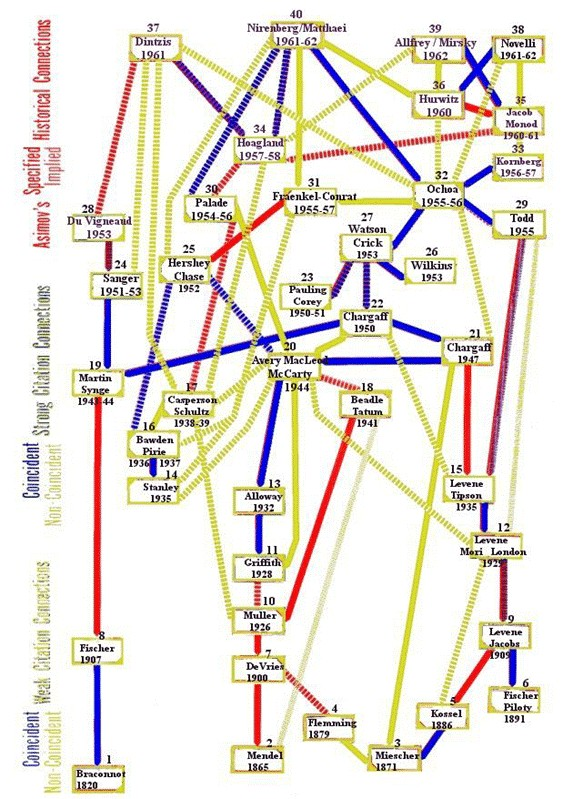 37
Dintzis
1961
40
Nirenberg/Matthaei
1961-62
39
Allfrey/Mirsky
1962
38
Novelli
1961-62
36
Hurwitz
1960
35
Jacob
Monod
1960-61
34
Hoagland
1957-58
33
Kornberg
1956-57
32
Ochoa
1955-56
31
Fraenkel-Conrat
1955-57
30
Palade
1954-56
29
Todd
1955
28
Du Vigneaud
1953
27
Watson
Crick
1953
26
Wilkins
1953
25
Hershey
Chase
1952
24
Sanger
1951-53
23
Pauling
Corey
1950-51
22
Chargaff
1950
21
Chargaff
1947
20
Avery MacLeod
McCarty
1944
19
Martin
Synge
18
Beadle
Tatum
1941
17
Casperson
Schultz
1938-39
16
Bawden
Pirie
1936 1937
14
Stanley
1935
15
Levene
Tipson
1935
13
Alloway
1932
12
Levene
Mori London
1929
11
Griffith
1928
10
Muller
1926
9
Levene
Jacobs
1909
8
Fischer
1907
7
DeVries
1900
6
Fischer
Piloty
1891
5
Kossel
1886
4
Flemming
1879
3
Miescher
1871
2
Mendel
1865
1
Braconnot
1820
Asimov's Specified Historical Connections
Implied
Strong Citation Connections
Coincident
Non-Coincident
Weak Citation Connections
Coincident
Non-Coincident